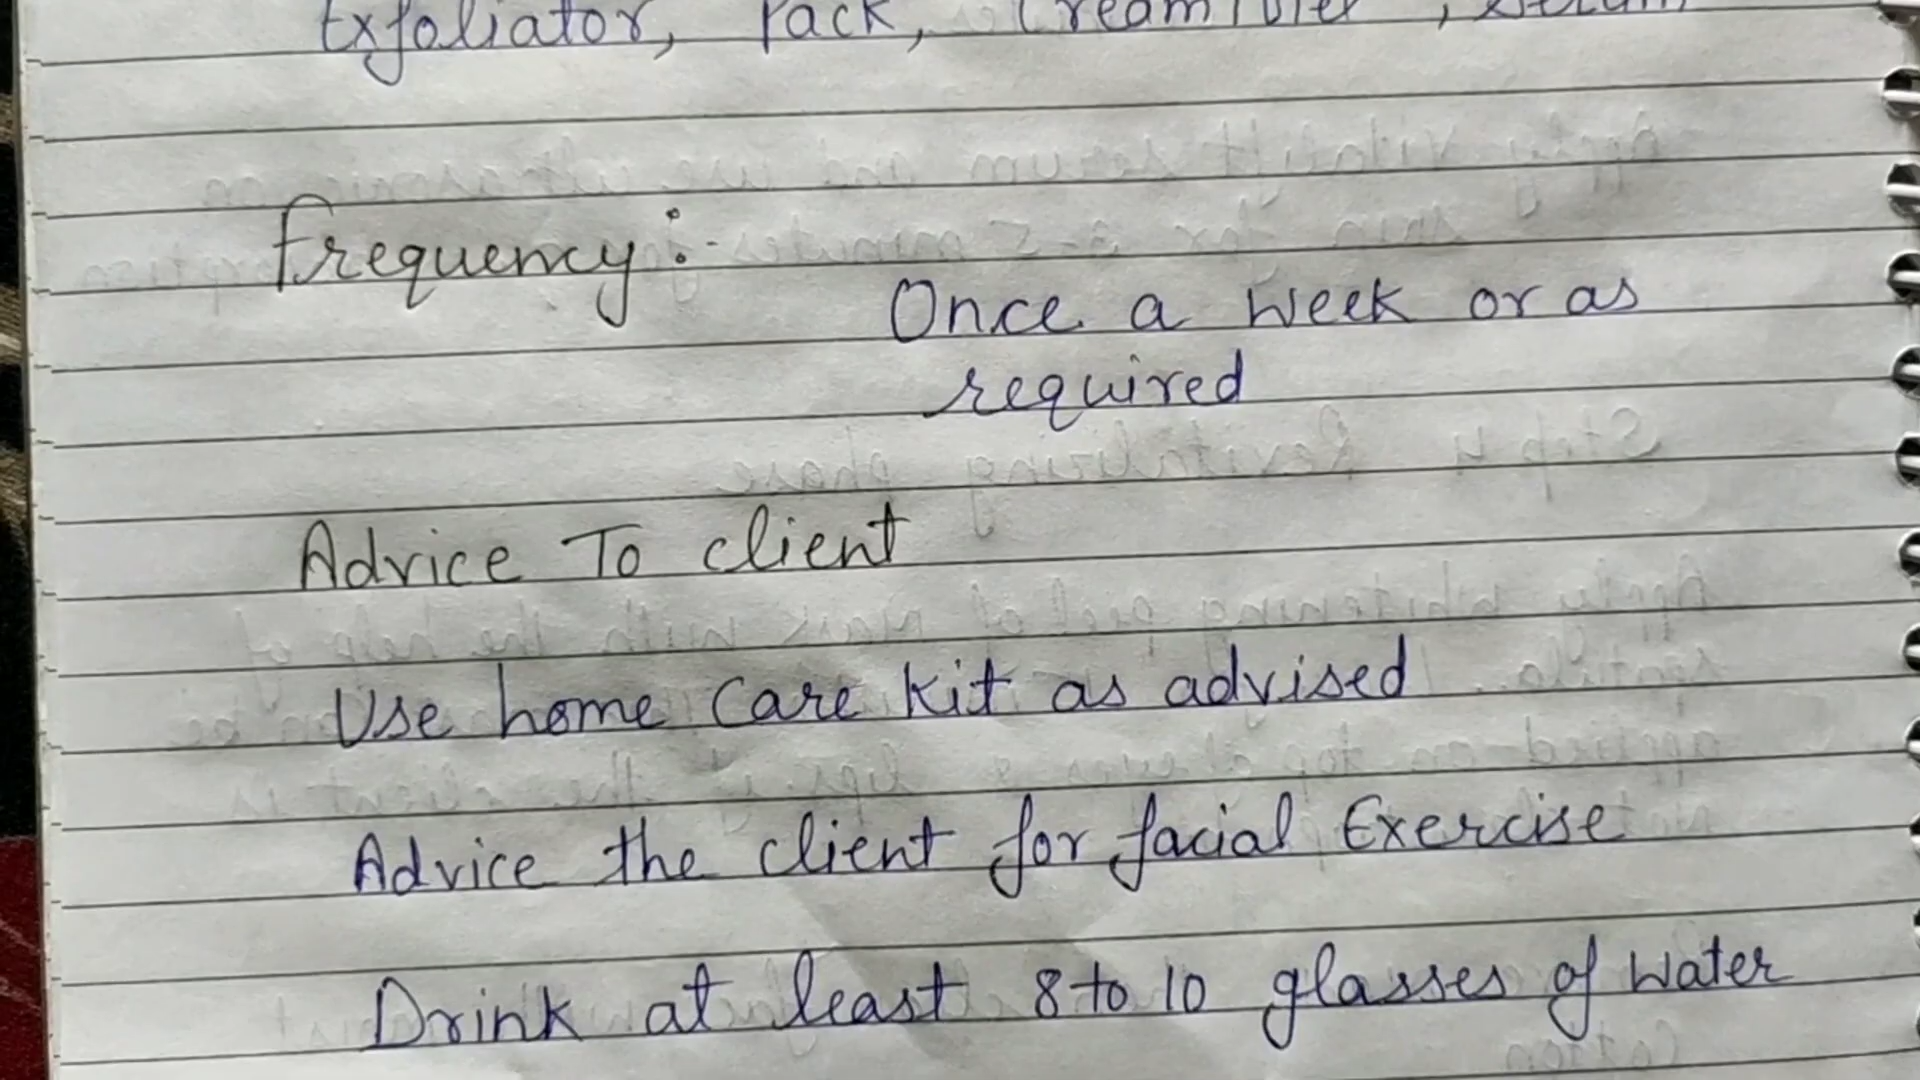 Exfoliator, Pack,
Frequency:-
Once a week or as
required
Advice To client
Use home Care Kit as advised
Advice the client for facial Exercise
Drink at least 8 to 10 glasses of water